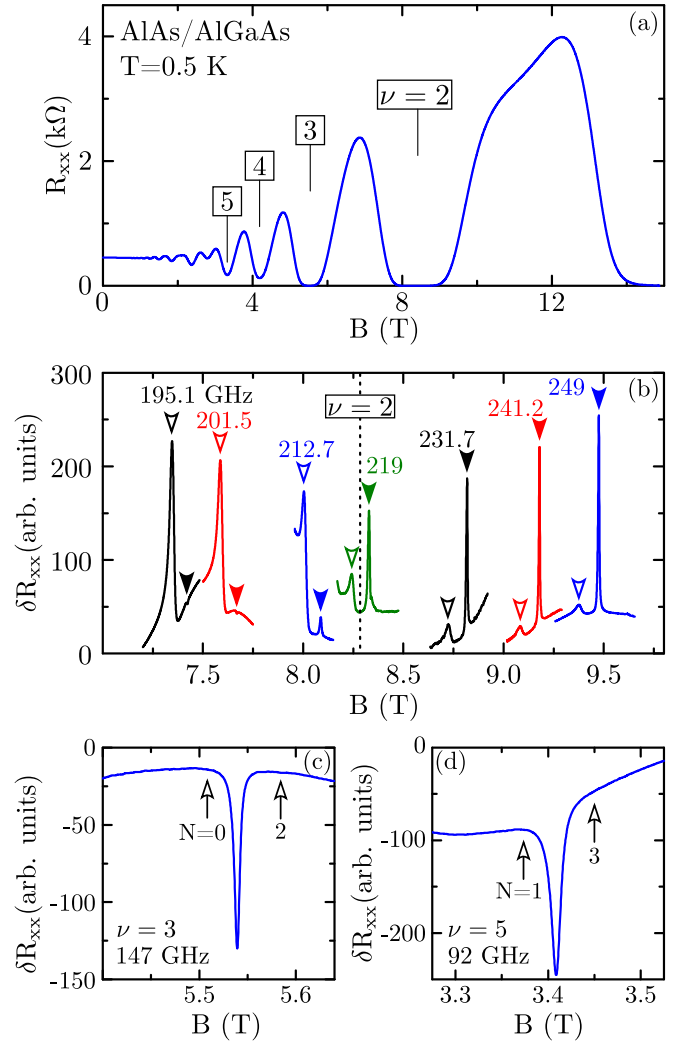 AlAs/AlGaAs
T=0.5 K
(a)
ν = 2
3
4
5
R_xx(kΩ)
4
2
0
0 4 8 12
B (T)
(b)
300
200
100
0
δR_xx(arb. units)
195.1 GHz
201.5
212.7
ν = 2
219
231.7
241.2
249
7.5 8.0 8.5 9.0 9.5
B (T)
(c)
0
-25
-50
-75
-100
-125
-150
δR_xx(arb. units)
N=0
2
ν = 3
147 GHz
5.5 5.6
B (T)
(d)
0
-100
-200
δR_xx(arb. units)
N=1
3
ν = 5
92 GHz
3.3 3.4 3.5
B (T)